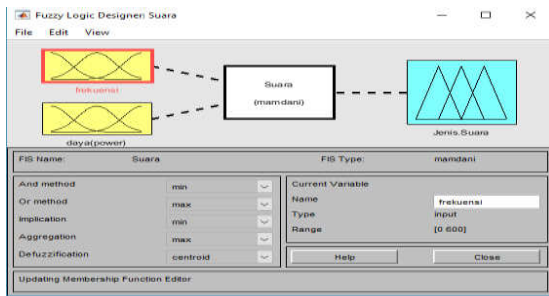 Fuzzy Logic Designer: Suara
File Edit View
frekuensi
Suara
(mamdani)
daya(power)
Jenis.Suara
FIS Name: Suara FIS Type: mamdani
And method min
Or method max
Implication min
Aggregation max
Defuzzification centroid
Current Variable
Name frekuensi
Type input
Range [0 600]
Help Close
Updating Membership Function Editor